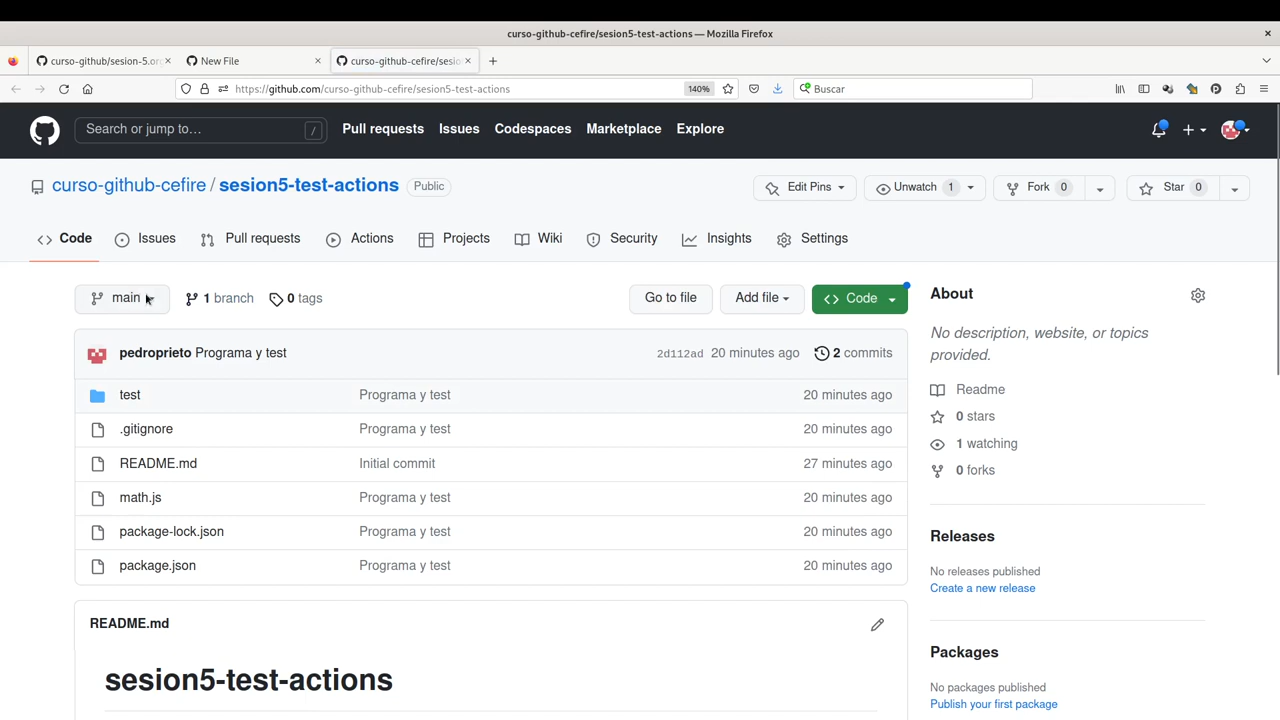 curso-github-cefire/sesion5-test-actions — Mozilla Firefox
curso-github/sesion-5.org
New File
curso-github-cefire/sesio
https://github.com/curso-github-cefire/sesion5-test-actions
140%
Buscar
Search or jump to…
/
Pull requests
Issues
Codespaces
Marketplace
Explore
curso-github-cefire / sesion5-test-actions
Public
Edit Pins
Unwatch 1
Fork 0
Star 0
Code
Issues
Pull requests
Actions
Projects
Wiki
Security
Insights
Settings
main
1 branch
0 tags
Go to file
Add file
Code
About
No description, website, or topics
provided.
pedroprieto Programa y test
2d112ad 20 minutes ago
2 commits
test Programa y test 20 minutes ago
.gitignore Programa y test 20 minutes ago
README.md Initial commit 27 minutes ago
math.js Programa y test 20 minutes ago
package-lock.json Programa y test 20 minutes ago
package.json Programa y test 20 minutes ago
Readme
0 stars
1 watching
0 forks
Releases
No releases published
Create a new release
README.md
sesion5-test-actions
Packages
No packages published
Publish your first package